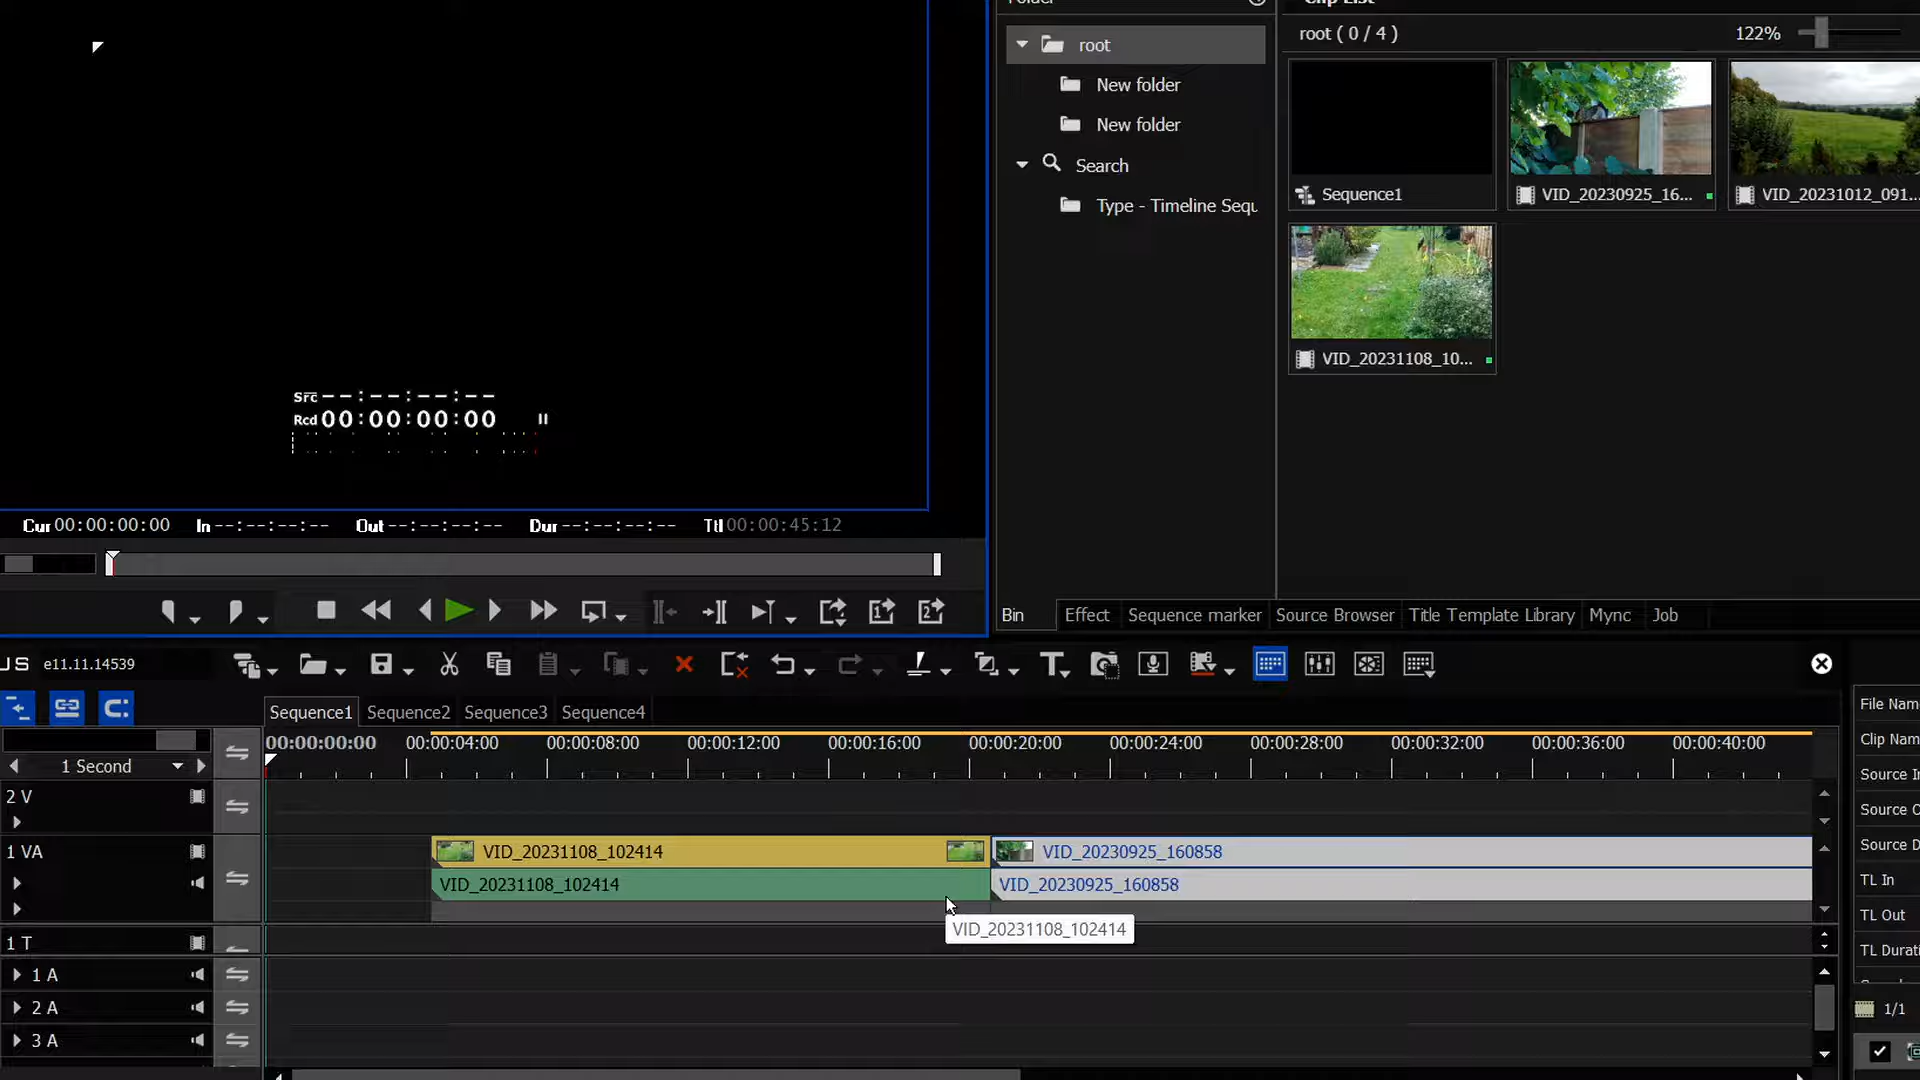 root ( 0 / 4 )
122%
root
New folder
New folder
Search
Type - Timeline Sequ
Sequence1
VID_20230925_16...
VID_20231012_091...
VID_20231108_10...
Src --:--:--:--
Rcd 00:00:00:00
Cur 00:00:00:00 In --:--:--:-- Out --:--:--:-- Dur --:--:--:-- Ttl 00:00:45:12
Bin Effect Sequence marker Source Browser Title Template Library Mync Job
US e11.11.14539
Sequence1 Sequence2 Sequence3 Sequence4
00:00:00:00 00:00:04:00 00:00:08:00 00:00:12:00 00:00:16:00 00:00:20:00 00:00:24:00 00:00:28:00 00:00:32:00 00:00:36:00 00:00:40:00
1 Second
2 V
1 VA
VID_20231108_102414
VID_20230925_160858
VID_20231108_102414
VID_20230925_160858
VID_20231108_102414
1 T
1 A
2 A
3 A
File Nam
Clip Nam
Source In
Source O
Source D
TL In
TL Out
TL Durati
1/1